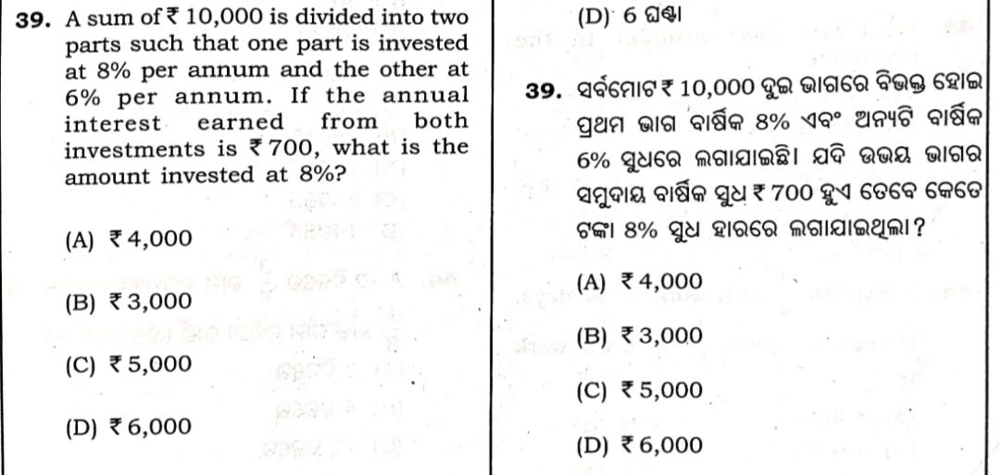 39. A sum of ₹ 10,000 is divided into two
parts such that one part is invested
at 8% per annum and the other at
6% per annum. If the annual
interest earned from both
investments is ₹ 700, what is the
amount invested at 8%?
(A) ₹ 4,000
(B) ₹ 3,000
(C) ₹ 5,000
(D) ₹ 6,000
(D) 6 ଘଣ୍ଟା
39. ସର୍ବମୋଟ ₹ 10,000 ଦୁଇ ଭାଗରେ ବିଭକ୍ତ ହୋଇ
ପ୍ରଥମ ଭାଗ ବାର୍ଷିକ 8% ଏବଂ ଅନ୍ୟଟି ବାର୍ଷିକ
6% ସୁଧରେ ଲଗାଯାଇଛି। ଯଦି ଉଭୟ ଭାଗର
ସମୁଦାୟ ବାର୍ଷିକ ସୁଧ ₹ 700 ହୁଏ ତେବେ କେତେ
ଟଙ୍କା 8% ସୁଧ ହାରରେ ଲଗାଯାଇଥିଲା ?
(A) ₹ 4,000
(B) ₹ 3,000
(C) ₹ 5,000
(D) ₹ 6,000